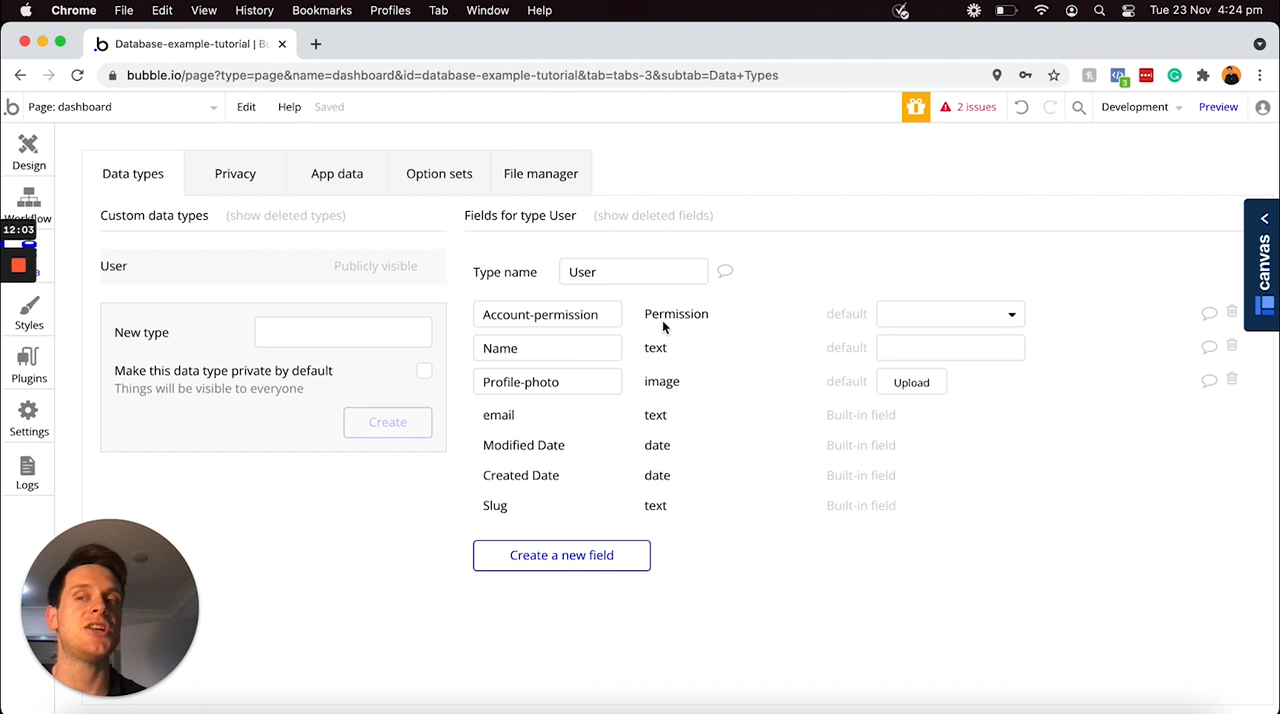 Chrome File Edit View History Bookmarks Profiles Tab Window Help Tue 23 Nov 4:24 pm
Database-example-tutorial | Bu
bubble.io/page?type=page&name=dashboard&id=database-example-tutorial&tab=tabs-3&subtab=Data+Types
3
b Page: dashboard Edit Help Saved 2 issues Development Preview
Design
Workflow
12:03
a
Styles
Plugins
Settings
Logs
Data types Privacy App data Option sets File manager
Custom data types (show deleted types)
User Publicly visible
New type
Make this data type private by default
Things will be visible to everyone
Create
Fields for type User (show deleted fields)
Type name User
Account-permission Permission default
Name text default
Profile-photo image default Upload
email text Built-in field
Modified Date date Built-in field
Created Date date Built-in field
Slug text Built-in field
Create a new field
canvas